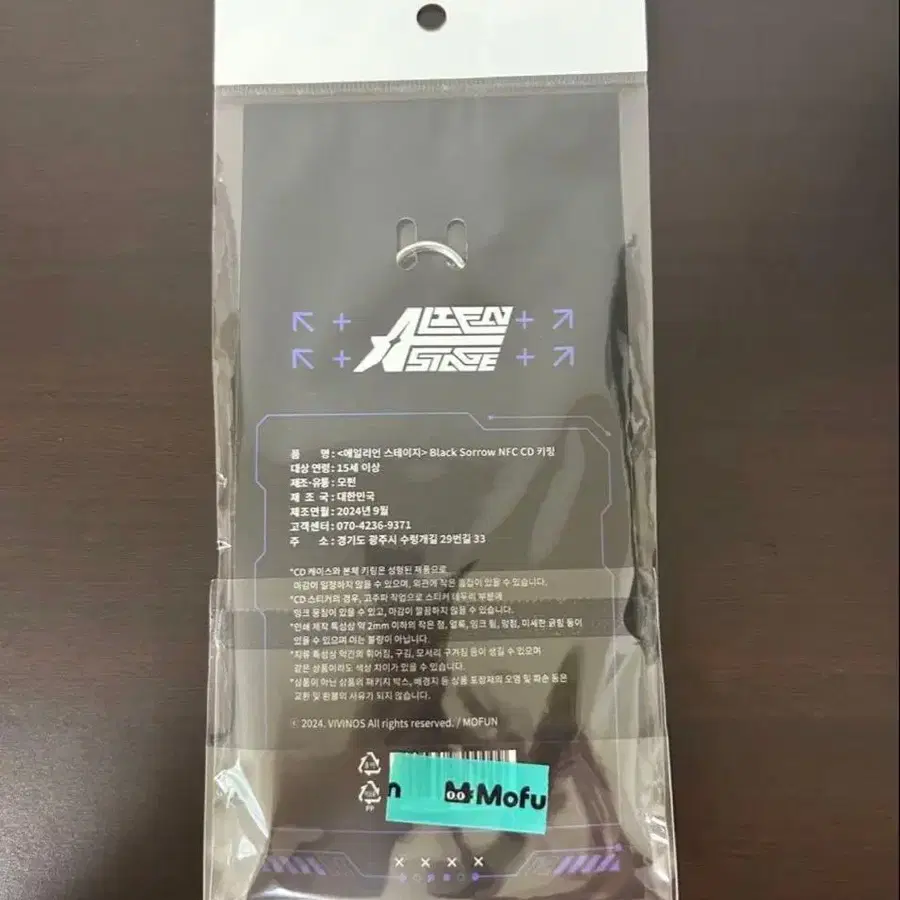 ALIEN
STAGE
품 명 : <에일리언 스테이지> Black Sorrow NFC CD 키링
대상 연령 : 15세 이상
제조·유통 : 모펀
제 조 국 : 대한민국
제조연월 : 2024년 9월
고객센터 : 070-4236-9371
주 소 : 경기도 광주시 수렁개길 29번길 33
*CD 케이스와 본체 키링은 성형된 제품으로
마감이 일정하지 않을 수 있으며, 외관에 작은 흠집이 있을 수 있습니다.
*CD 스티커의 경우, 고주파 작업으로 스티커 테두리 부분에
잉크 뭉침이 있을 수 있고, 마감이 깔끔하지 않을 수 있습니다.
*인쇄 제작 특성상 약 2mm 이하의 작은 점, 얼룩, 잉크 튐, 망점, 미세한 긁힘 등이
있을 수 있으며 이는 불량이 아닙니다.
*지류 특성상 약간의 휘어짐, 구김, 모서리 구겨짐 등이 생길 수 있으며
같은 상품이라도 색상 차이가 있을 수 있습니다.
*상품이 아닌 상품의 패키지 박스, 배경지 등 상품 포장재의 오염 및 파손 등은
교환 및 환불의 사유가 되지 않습니다.
ⓒ 2024. VIVINOS All rights reserved. / MOFUN
종이
PP
n Mofu